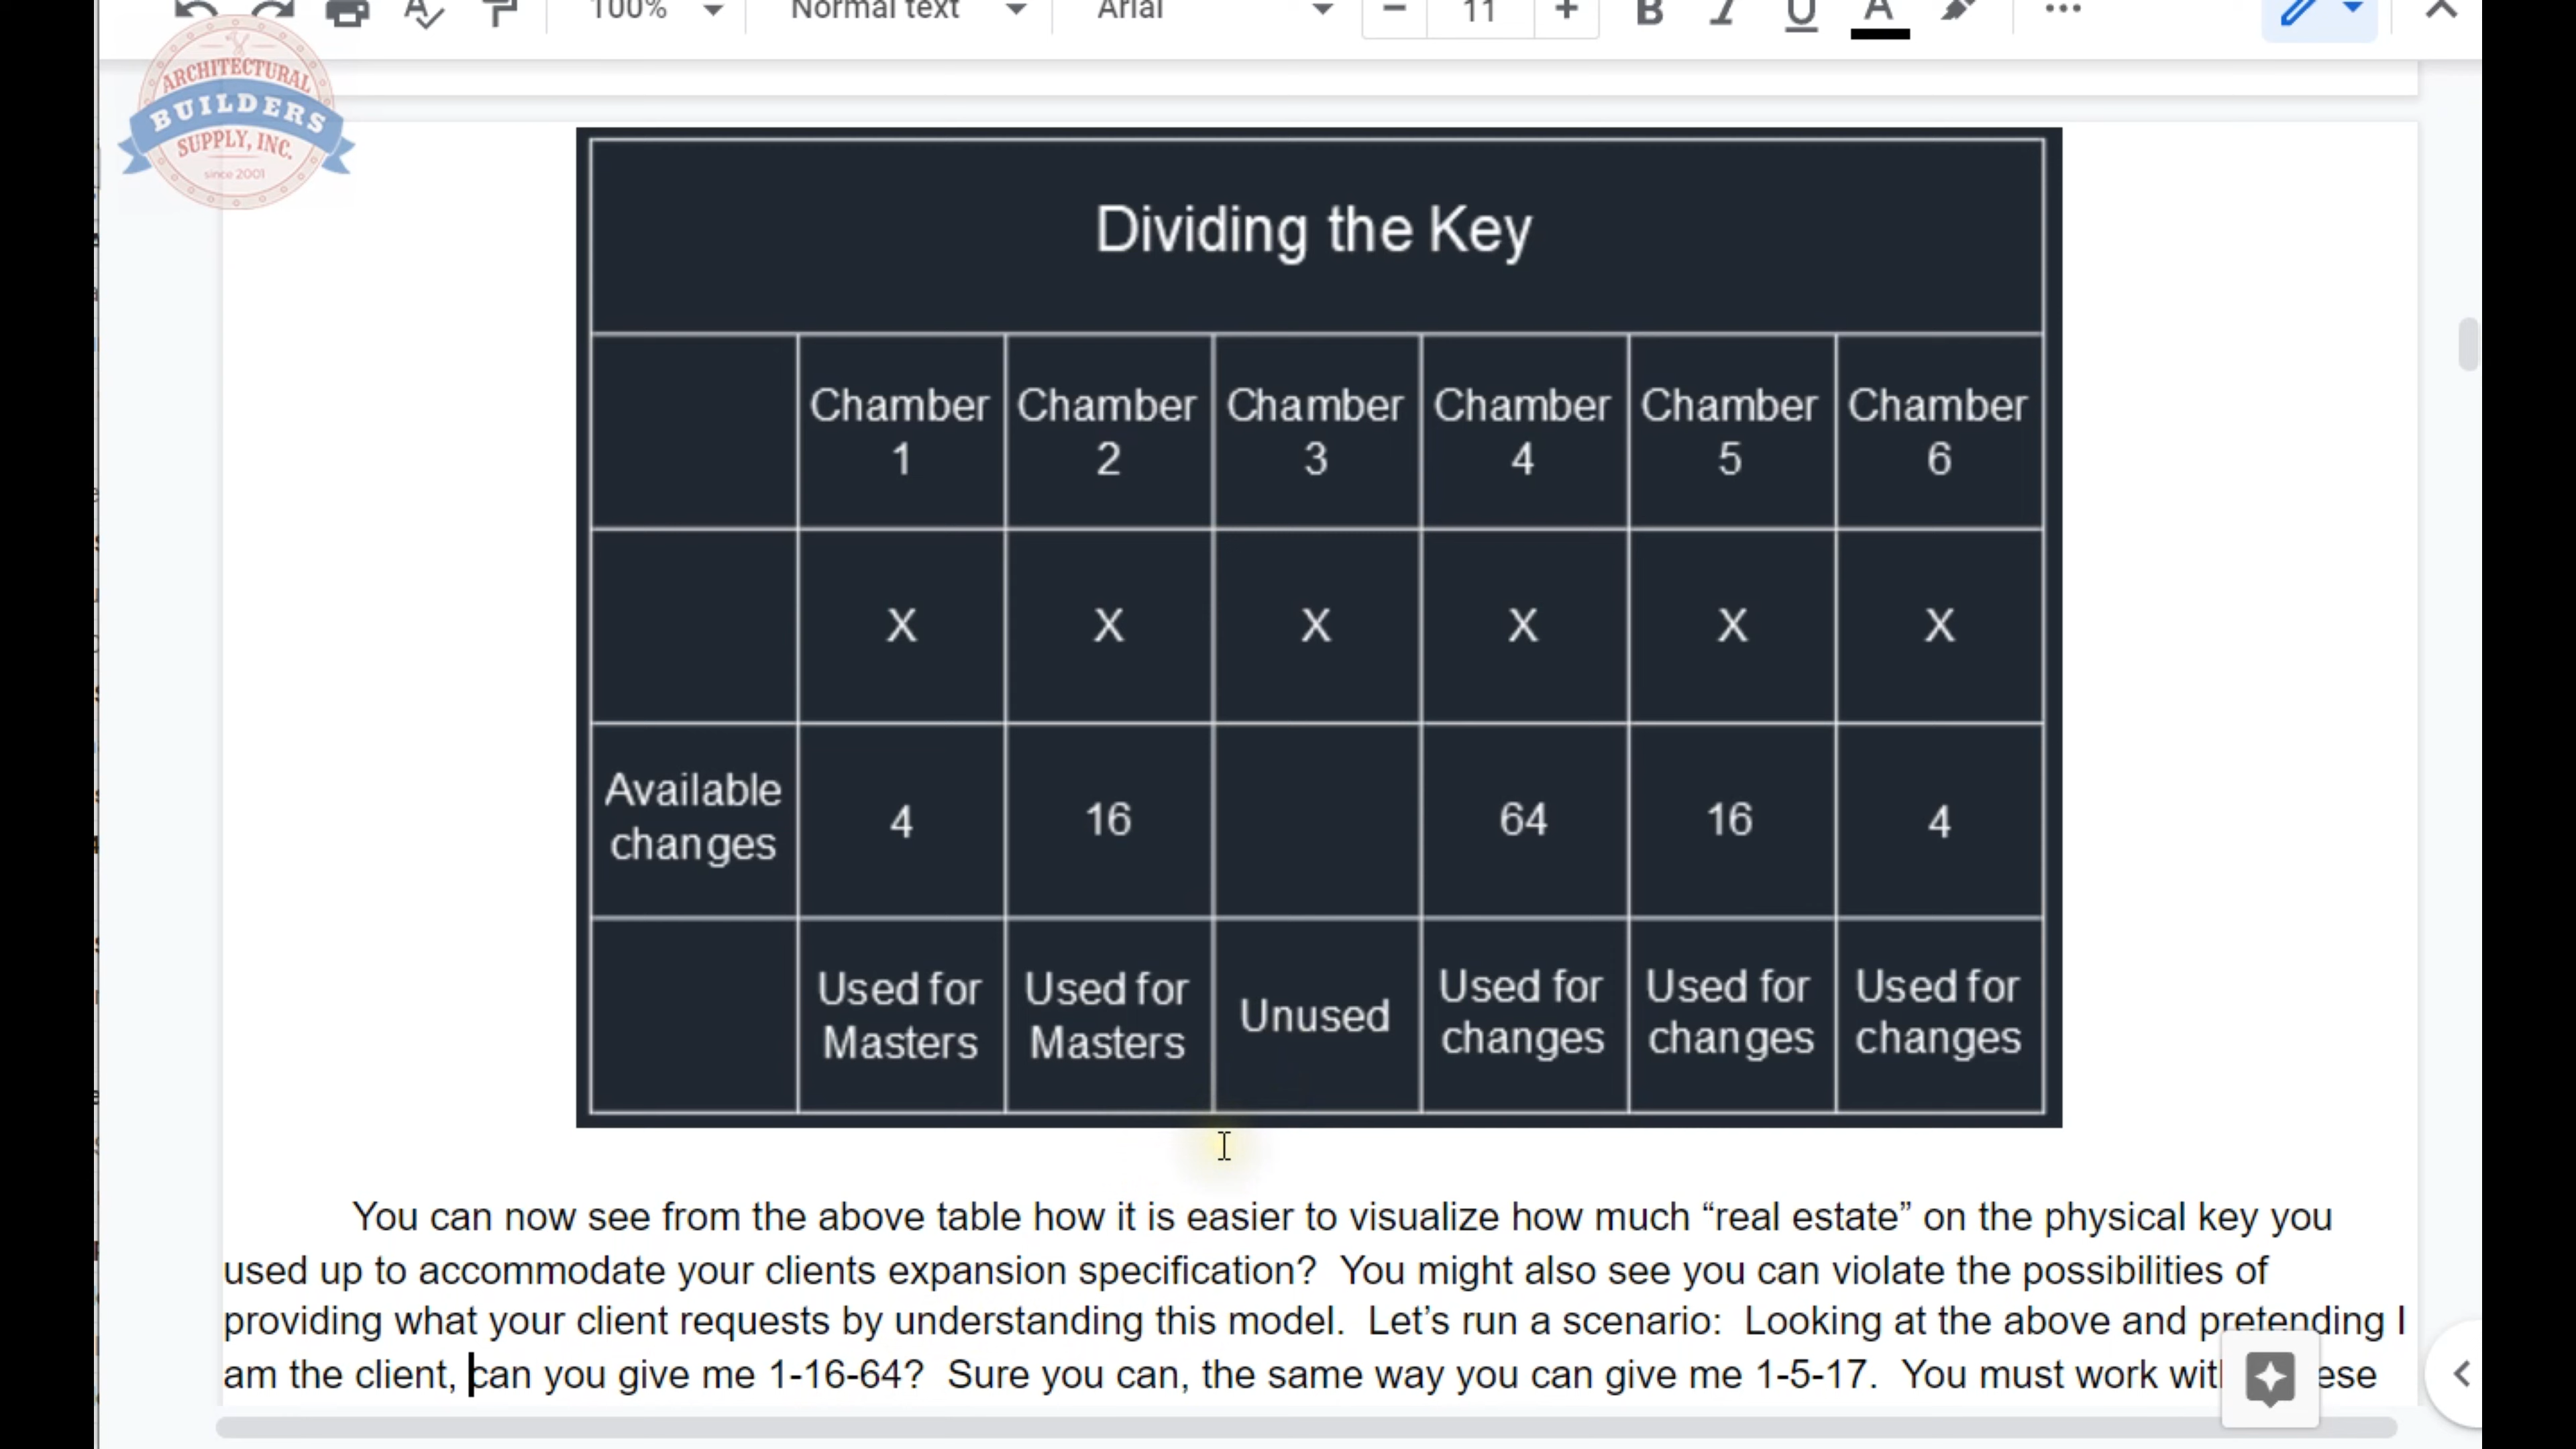 100%
Normal text
Arial
11
ARCHITECTURAL
BUILDERS
SUPPLY, INC.
since 2001
Dividing the Key
Chamber 1
Chamber 2
Chamber 3
Chamber 4
Chamber 5
Chamber 6
X X X X X X
Available changes
4
16
64
16
4
Used for Masters
Used for Masters
Unused
Used for changes
Used for changes
Used for changes
You can now see from the above table how it is easier to visualize how much “real estate” on the physical key you
used up to accommodate your clients expansion specification?  You might also see you can violate the possibilities of
providing what your client requests by understanding this model.  Let’s run a scenario:  Looking at the above and pretending I
am the client, can you give me 1-16-64?  Sure you can, the same way you can give me 1-5-17.  You must work